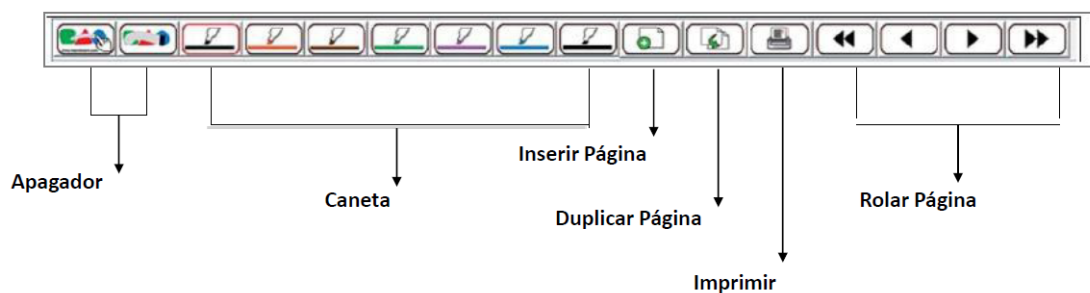 Inserir Página
Apagador
Caneta
Rolar Página
Duplicar Página
Imprimir